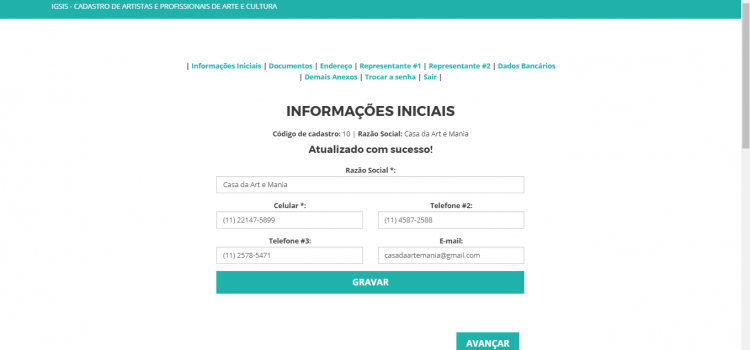 IGSIS - CADASTRO DE ARTISTAS E PROFISSIONAIS DE ARTE E CULTURA
| Informações Iniciais | Documentos | Endereço | Representante #1 | Representante #2 | Dados Bancários
| Demais Anexos | Trocar a senha | Sair |
INFORMAÇÕES INICIAIS
Código de cadastro: 10 | Razão Social: Casa da Art e Mania
Atualizado com sucesso!
Razão Social *:
Casa da Art e Mania
Celular *: Telefone #2:
(11) 22147-5899 (11) 4587-2588
Telefone #3: E-mail:
(11) 2578-5471 casadaartemania@gmail.com
GRAVAR
AVANÇAR